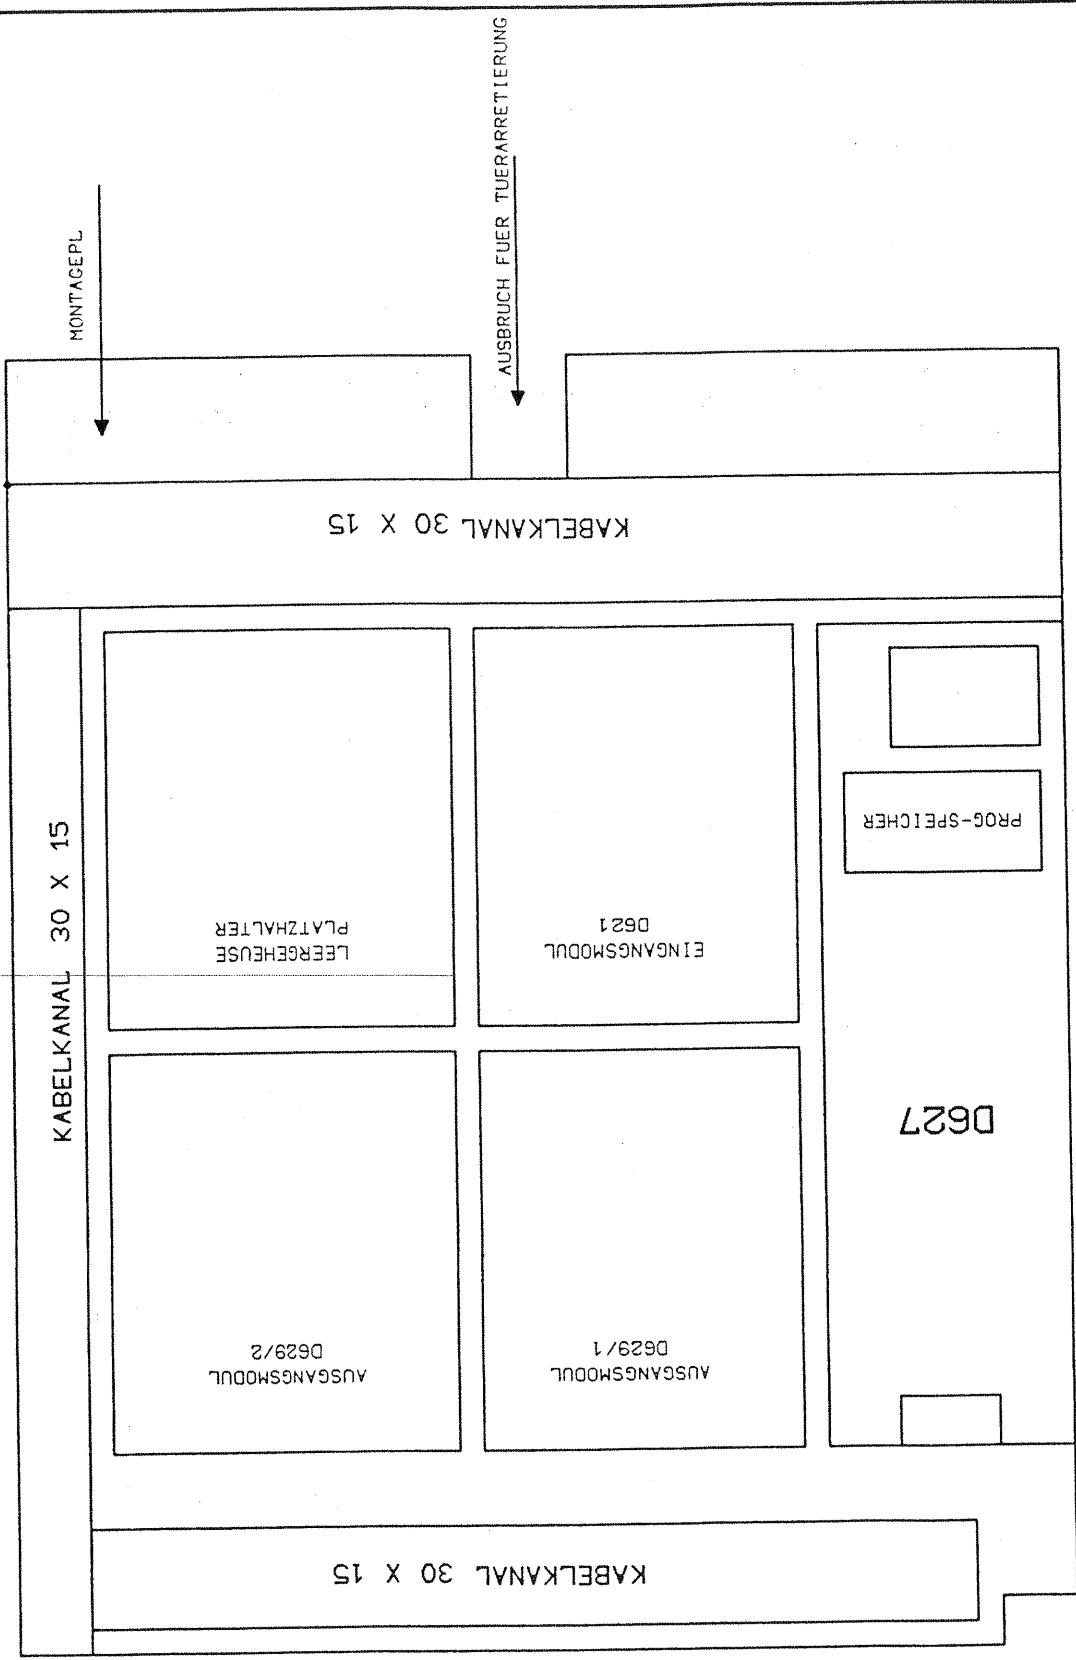 MONTAGEPL
AUSBRUCH FUER TUERARRETIERUNG
KABELKANAL 30 X 15
KABELKANAL 30 X 15
LEERGEHEUSE
PLATZHALTER
EINGANGSMODUL
D621
PROG-SPEICHER
D627
AUSGANGSMODUL
D629/2
AUSGANGSMODUL
D629/1
KABELKANAL 30 X 15